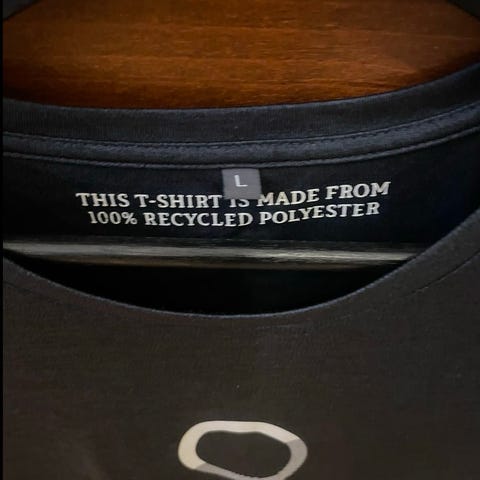 L
THIS T-SHIRT IS MADE FROM
100% RECYCLED POLYESTER